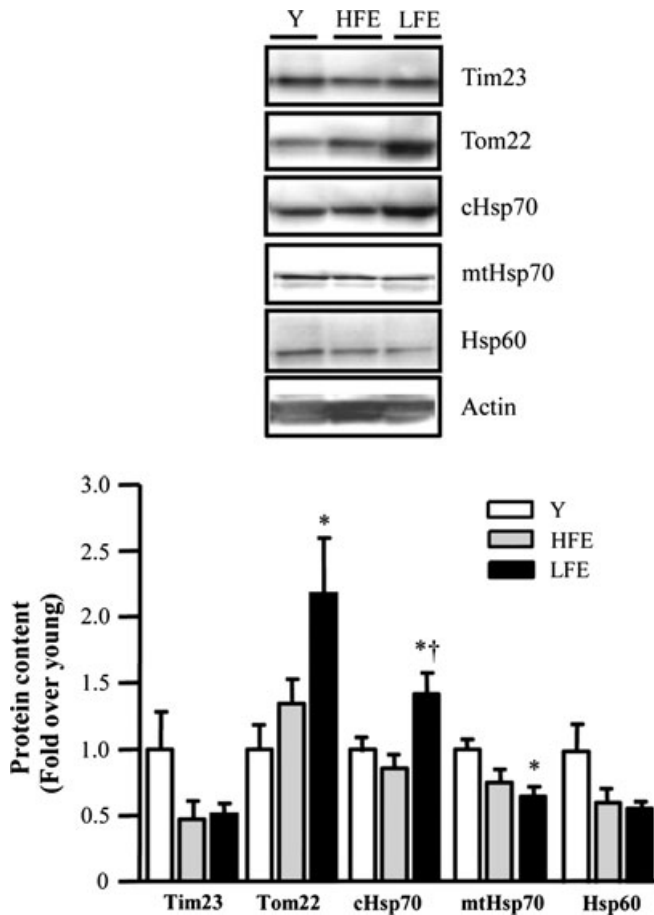 Y HFE LFE
Tim23
Tom22
cHsp70
mtHsp70
Hsp60
Actin
Protein content
(Fold over young)
3.0
2.5
2.0
1.5
1.0
0.5
0
Y
HFE
LFE
*
*†
*
Tim23 Tom22 cHsp70 mtHsp70 Hsp60